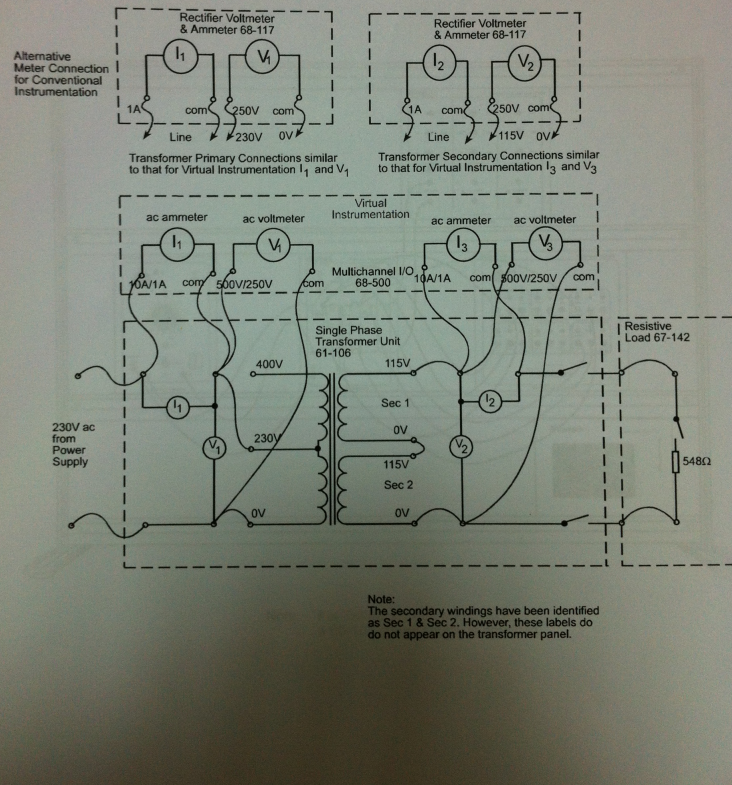 Rectifier Voltmeter
& Ammeter 68-117
I1
V1
1A
com
250V
com
Line
230V
0V
Rectifier Voltmeter
& Ammeter 68-117
I2
V2
1A
com
250V
com
Line
115V
0V
Alternative
Meter Connection
for Conventional
Instrumentation
Transformer Primary Connections similar
to that for Virtual Instrumentation I1 and V1
Transformer Secondary Connections similar
to that for Virtual Instrumentation I3 and V3
Virtual
Instrumentation
ac ammeter
ac voltmeter
ac ammeter
ac voltmeter
I1
V1
I3
V3
Multichannel I/O
68-500
10A/1A
com
500V/250V
com
10A/1A
com
500V/250V
com
Single Phase
Transformer Unit
61-106
Resistive
Load 67-142
400V
115V
I1
Sec 1
I2
230V ac
from
Power
Supply
V1
230V
0V
115V
V2
548Ω
Sec 2
0V
0V
Note:
The secondary windings have been identified
as Sec 1 & Sec 2. However, these labels do
do not appear on the transformer panel.